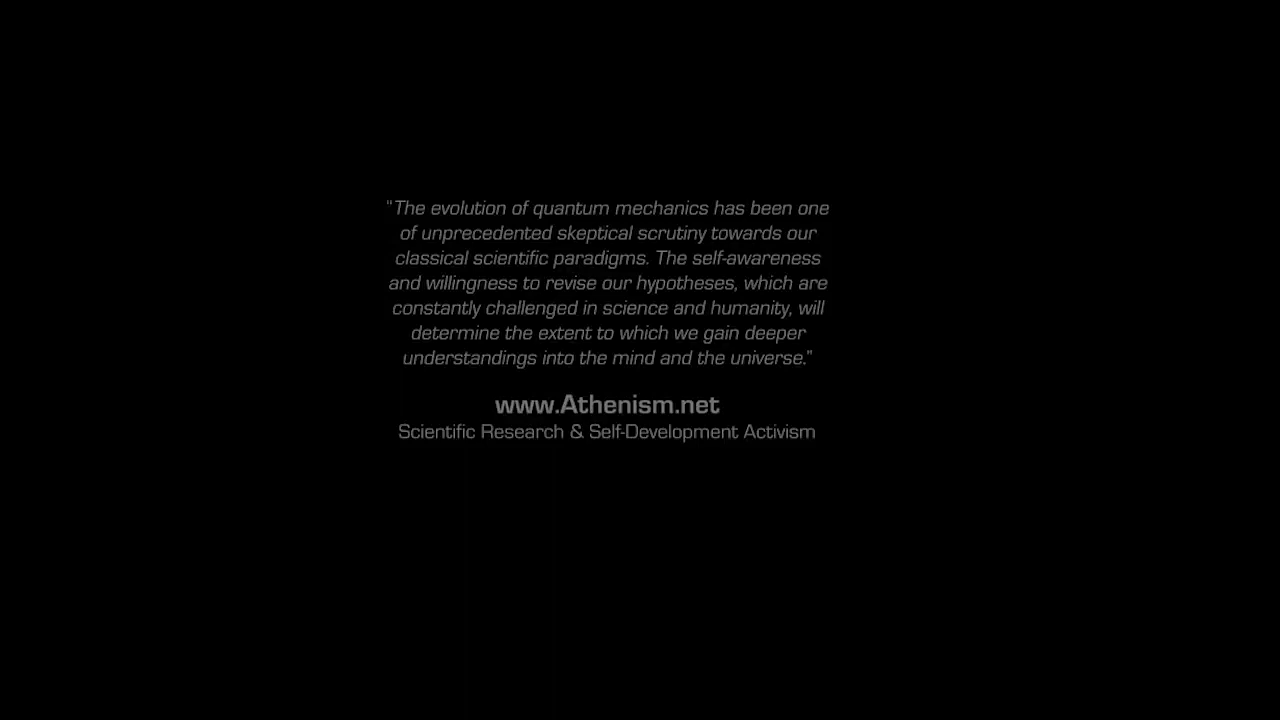 "The evolution of quantum mechanics has been one
of unprecedented skeptical scrutiny towards our
classical scientific paradigms. The self-awareness
and willingness to revise our hypotheses, which are
constantly challenged in science and humanity, will
determine the extent to which we gain deeper
understandings into the mind and the universe."
www.Athenism.net
Scientific Research & Self-Development Activism